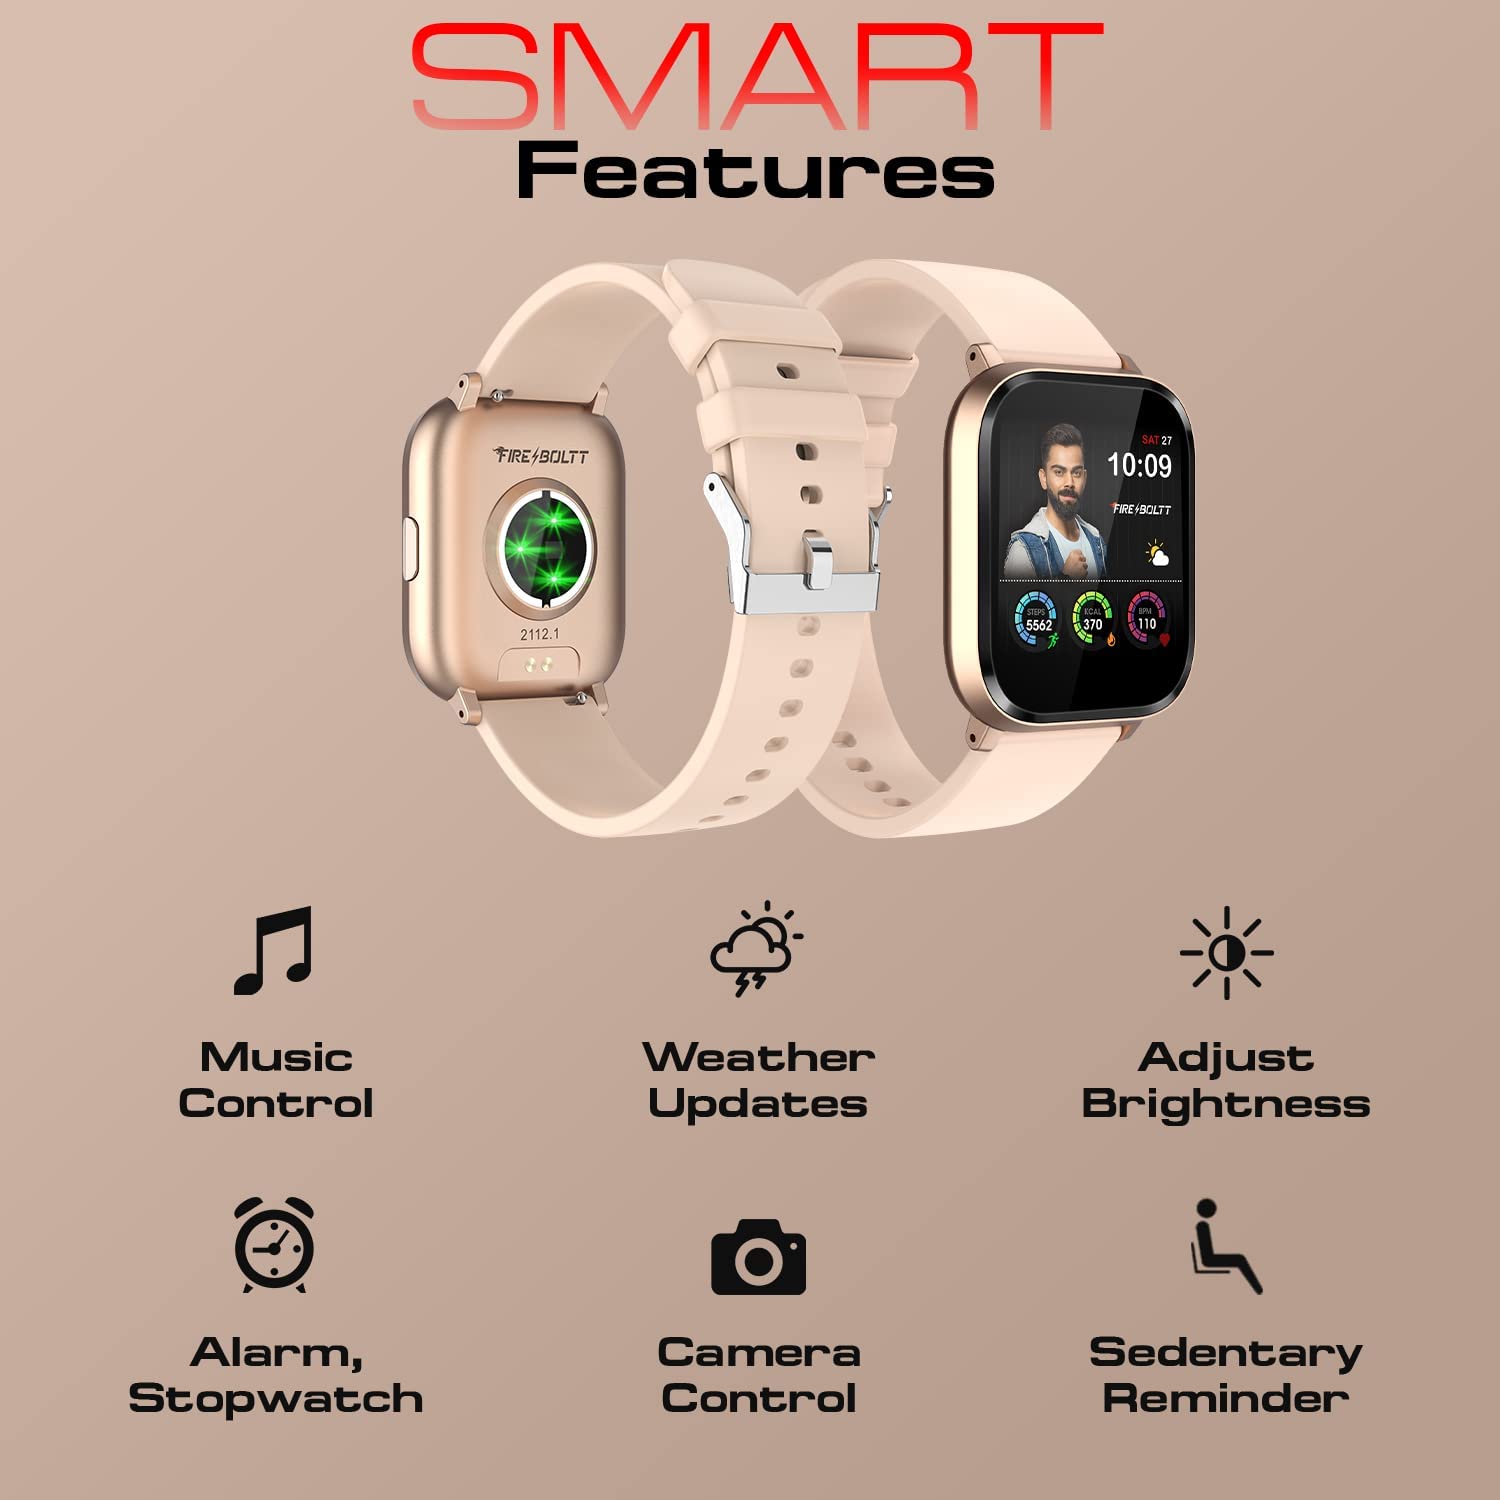 SMART
Features
FIRE BOLTT
2112.1
SAT 27
10:09
FIRE BOLTT
STEPS
5562
KCAL
370
BPM
110
Music
Control
Weather
Updates
Adjust
Brightness
Alarm,
Stopwatch
Camera
Control
Sedentary
Reminder